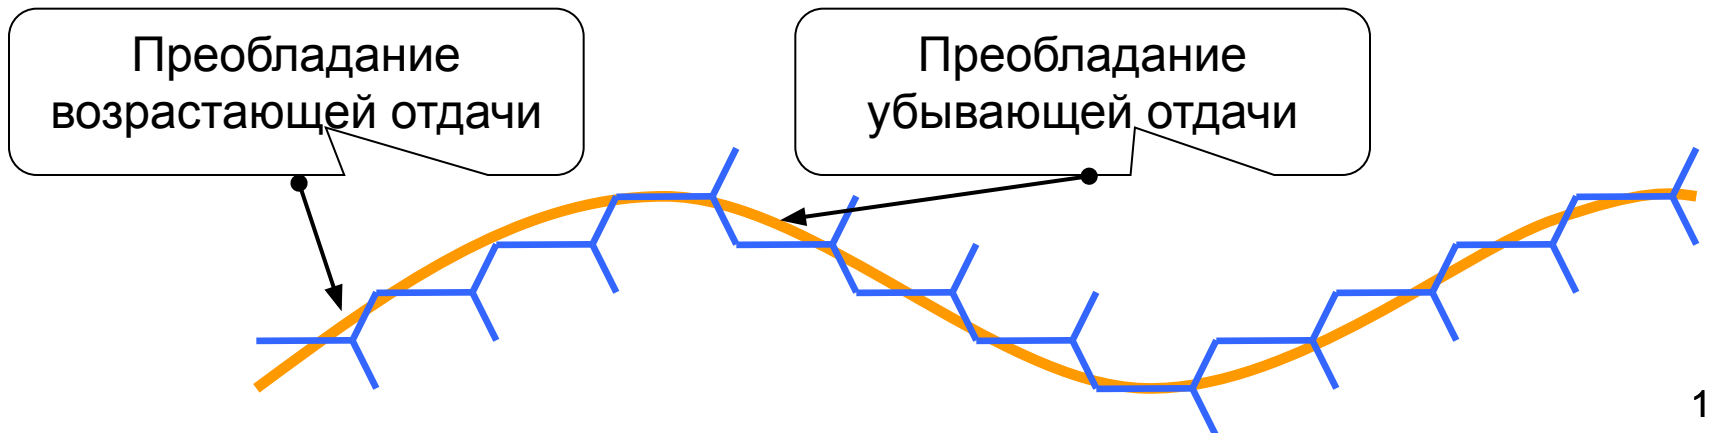 Преобладание
возрастающей отдачи
Преобладание
убывающей отдачи
1